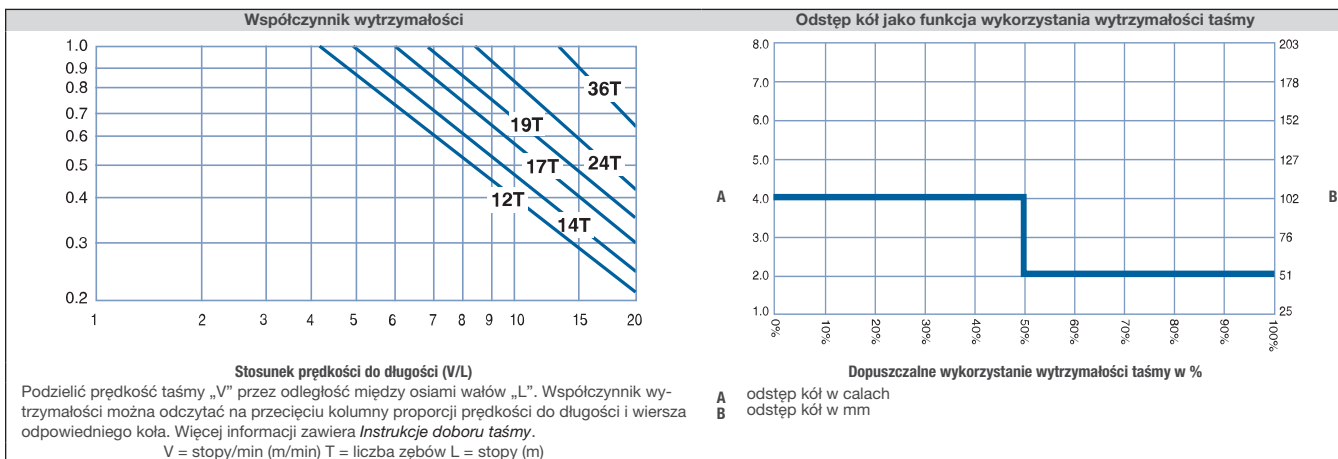 Współczynnik wytrzymałości
1.0
0.9
0.8
0.7
0.6
0.5
0.4
0.3
0.2
36T
19T
24T
17T
12T
14T
1 2 3 4 5 6 7 8 9 10 15 20
Stosunek prędkości do długości (V/L)
Podzielić prędkość taśmy „V” przez odległość między osiami wałów „L”. Współczynnik wy-
trzymałości można odczytać na przecięciu kolumny proporcji prędkości do długości i wiersza
odpowiedniego koła. Więcej informacji zawiera Instrukcje doboru taśmy.
V = stopy/min (m/min) T = liczba zębów L = stopy (m)
Odstęp kół jako funkcja wykorzystania wytrzymałości taśmy
8.0 203
7.0 178
6.0 152
5.0 127
A 4.0 102 B
3.0 76
2.0 51
1.0 25
0% 10% 20% 30% 40% 50% 60% 70% 80% 90% 100%
Dopuszczalne wykorzystanie wytrzymałości taśmy w %
A odstęp kół w calach
B odstęp kół w mm